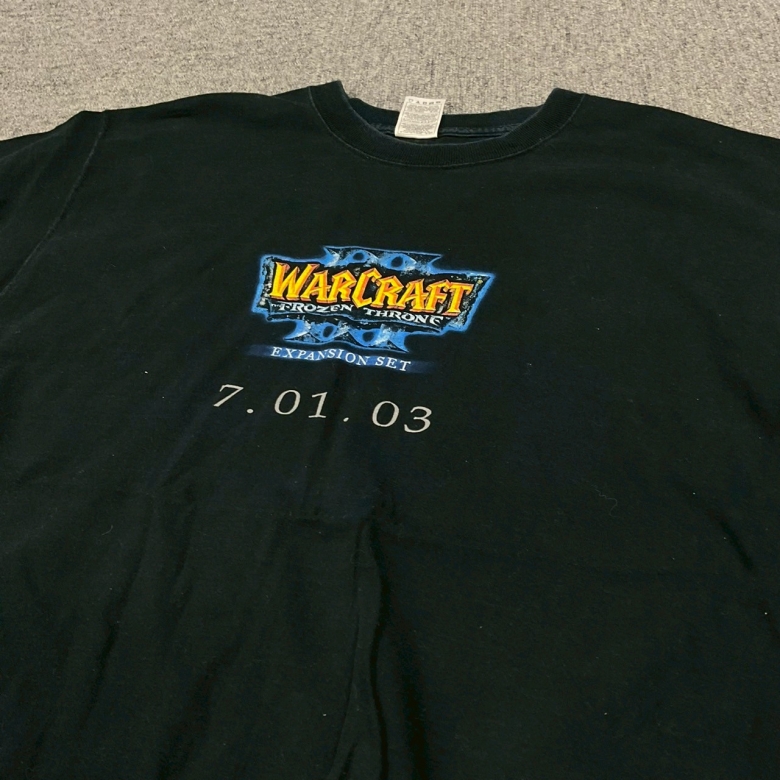 WARCRAFT
FROZEN THRONE
EXPANSION SET
7.01.03